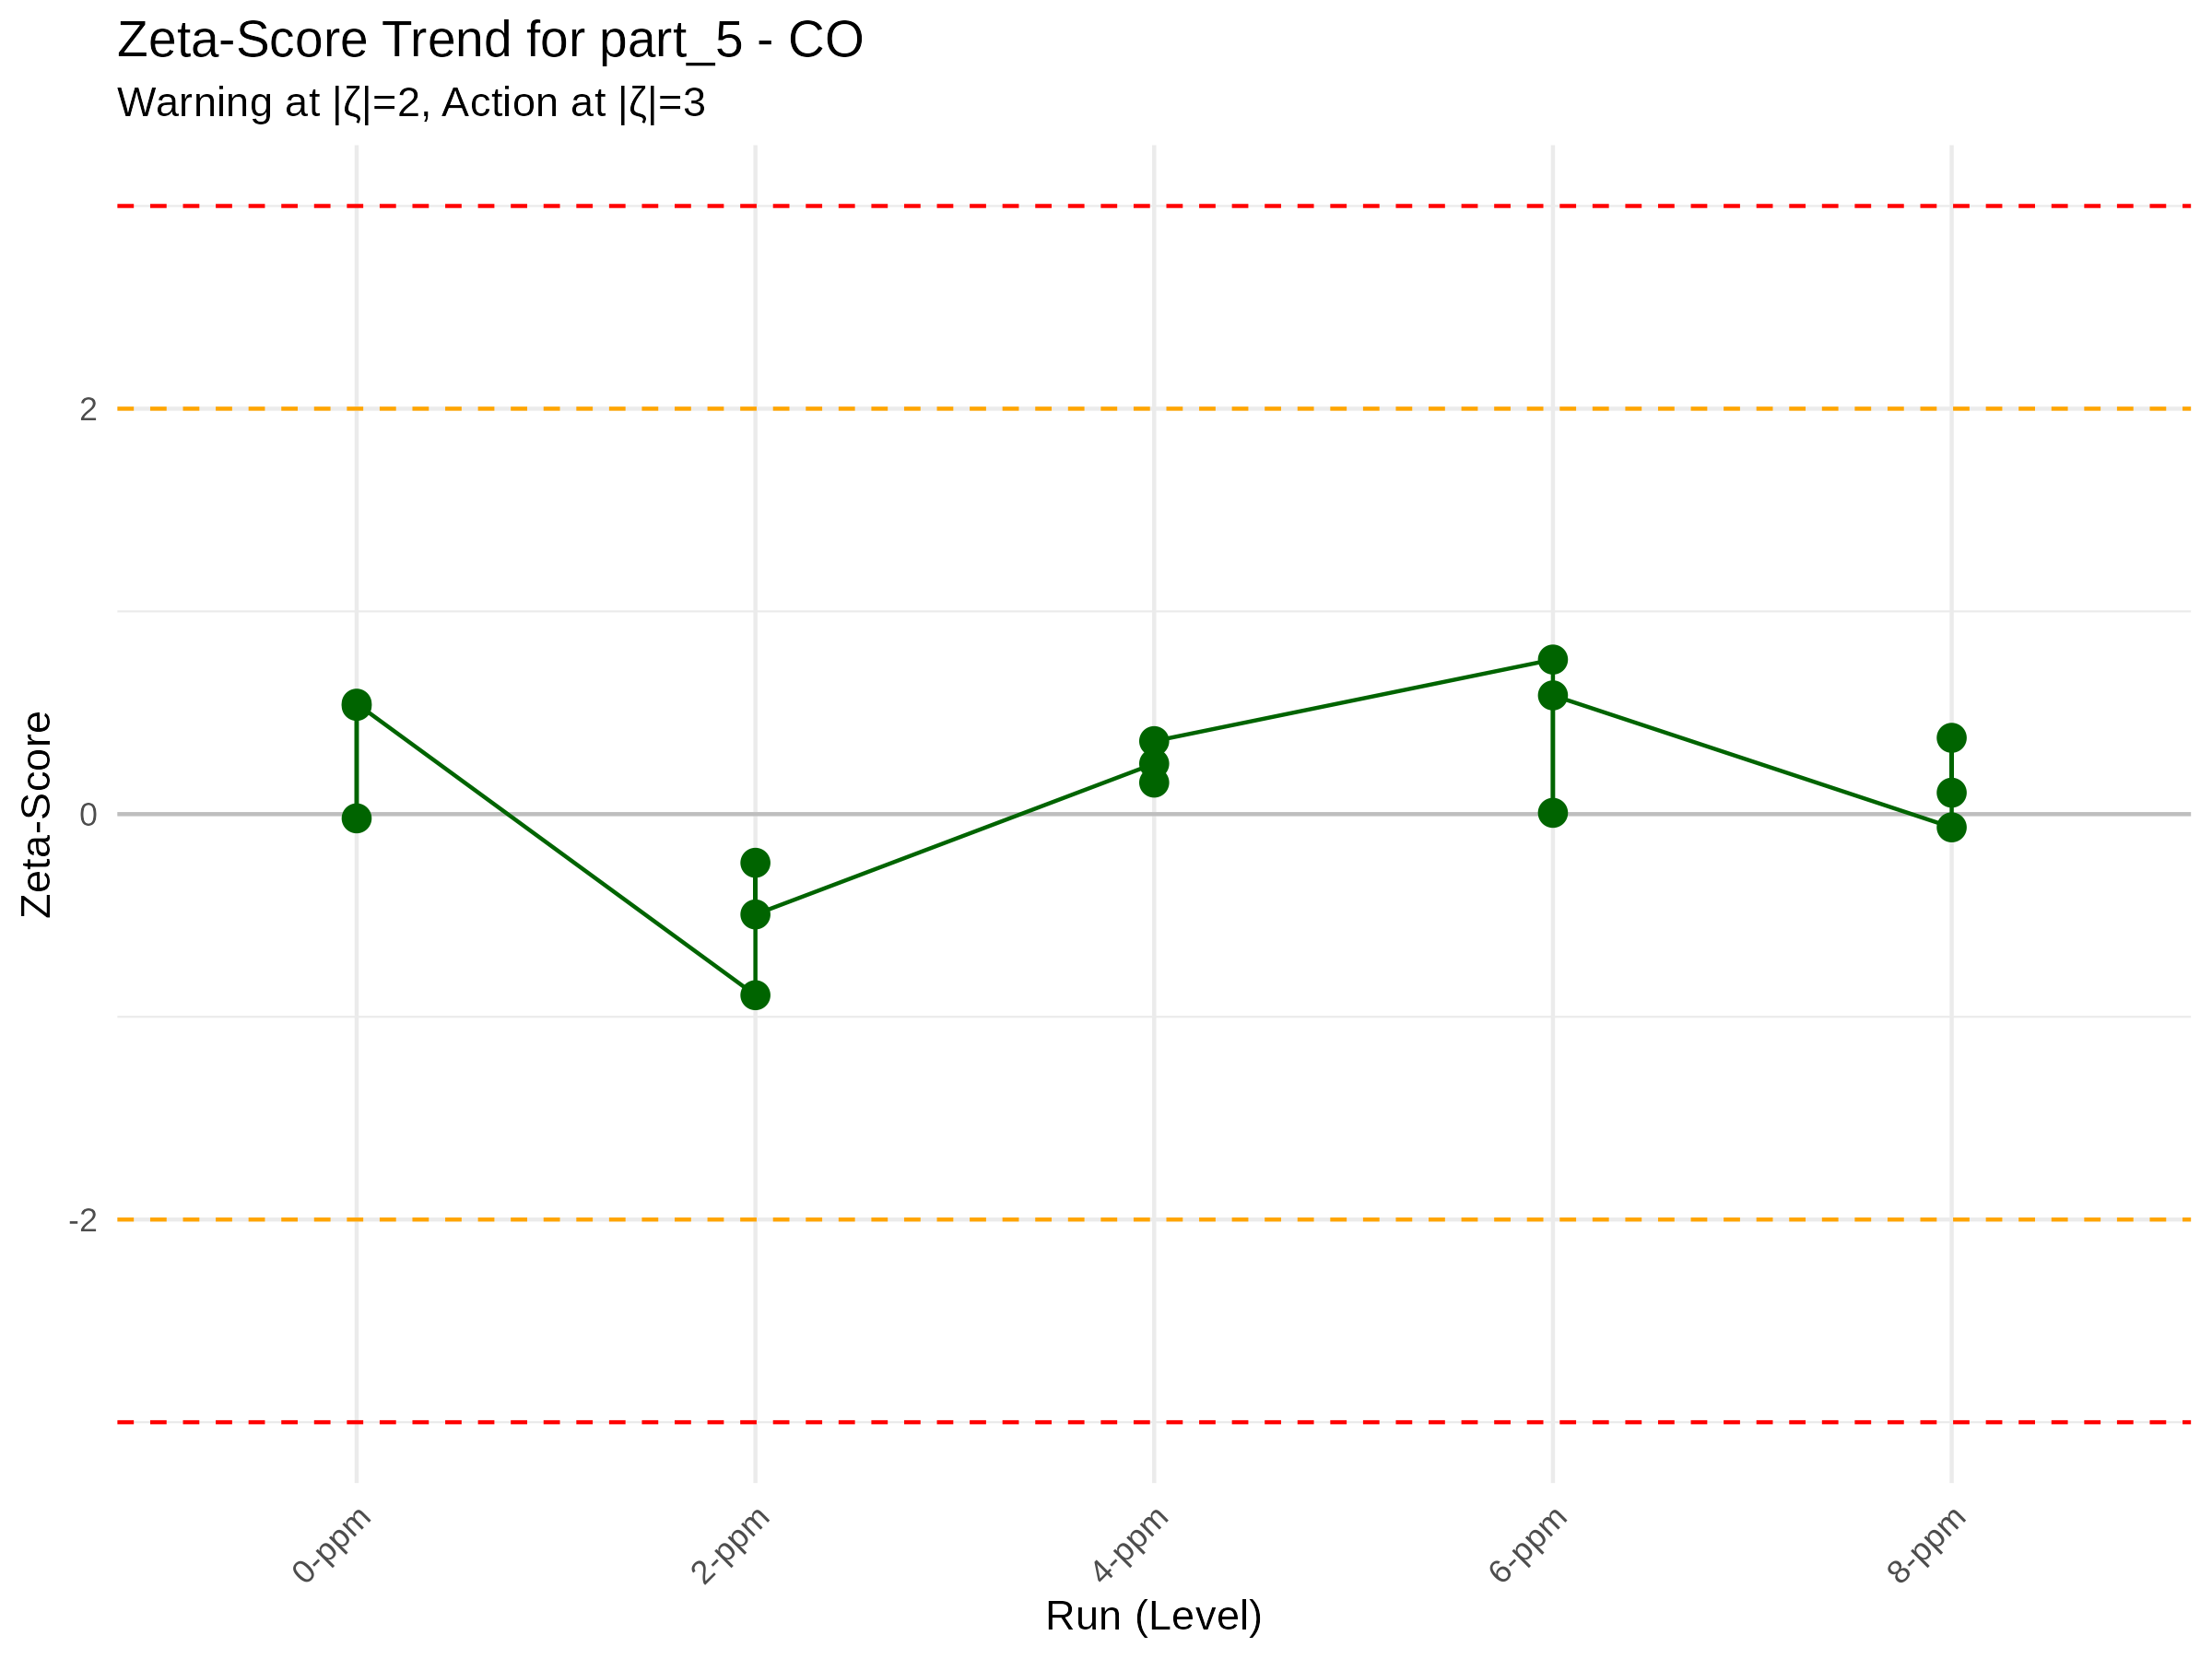 Zeta-Score Trend for part_5 - CO
Warning at |ζ|=2, Action at |ζ|=3
2
0
-2
Zeta-Score
0-ppm
2-ppm
4-ppm
6-ppm
8-ppm
Run (Level)